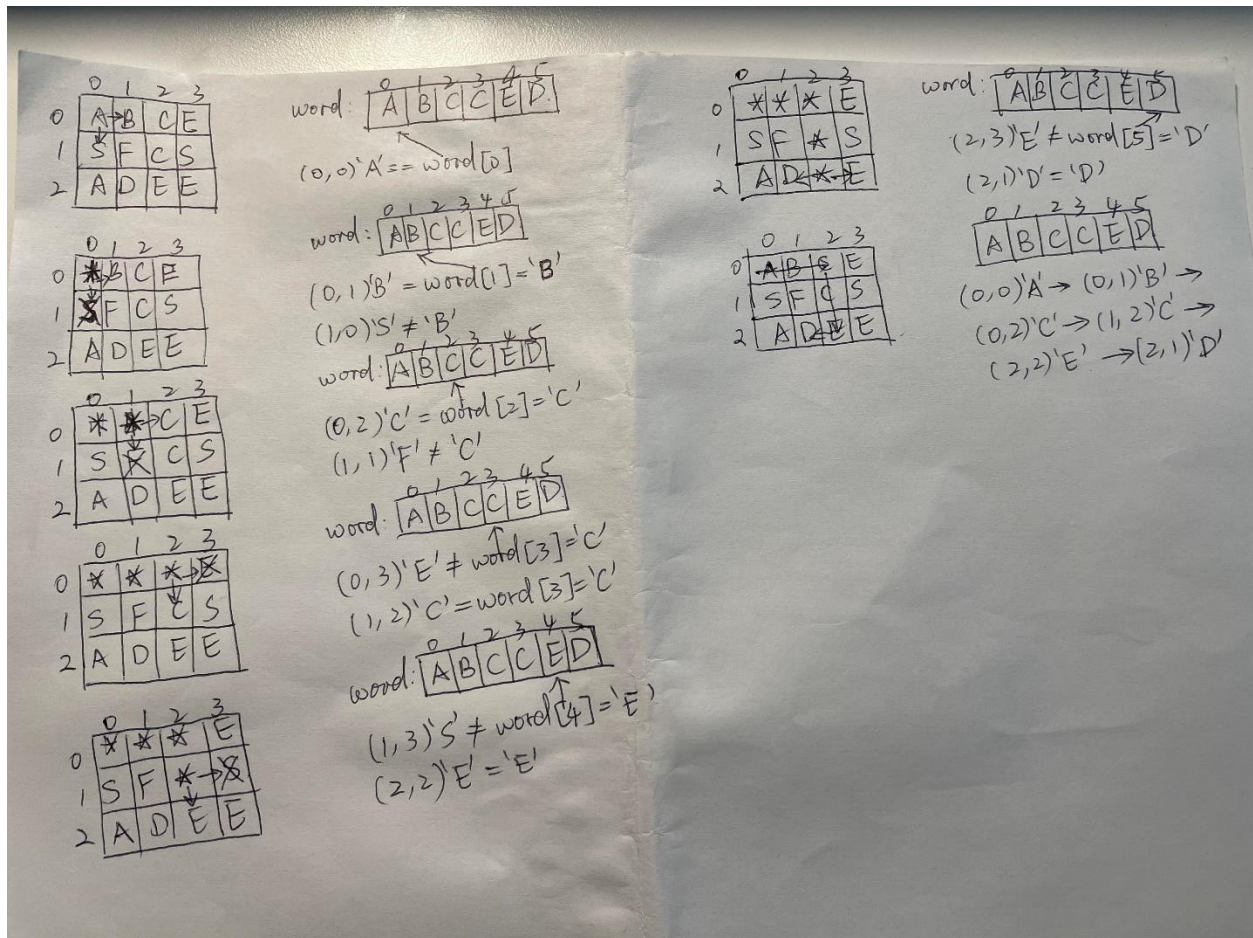 0 1 2 3
0 A B C E
1 S F C S
2 A D E E
word:
0 1 2 3 4 5
A B C C E D
(0,0)'A'== word[0]
0 1 2 3
0 * B C E
1 S F C S
2 A D E E
word:
0 1 2 3 4 5
A B C C E D
(0,1)'B' = word[1]='B'
(1,0)'S' ≠ 'B'
0 1 2 3
0 * * C E
1 S F C S
2 A D E E
word:
0 1 2 3 4 5
A B C C E D
(0,2)'C' = word[2]='C'
(1,1)'F' ≠ 'C'
0 1 2 3
0 * * * E
1 S F C S
2 A D E E
word:
0 1 2 3 4 5
A B C C E D
(0,3)'E' ≠ word[3]='C'
(1,2)'C' = word[3]='C'
0 1 2 3
0 * * * E
1 S F * S
2 A D E E
word:
0 1 2 3 4 5
A B C C E D
(1,3)'S' ≠ word[4]='E'
(2,2)'E' = 'E'
0 1 2 3
0 * * * E
1 S F * S
2 A D * E
word:
0 1 2 3 4 5
A B C C E D
(2,3)'E' ≠ word[5]='D'
(2,1)'D' = 'D'
0 1 2 3
0 A B C E
1 S F C S
2 A D E E
0 1 2 3 4 5
A B C C E D
(0,0)'A' → (0,1)'B' →
(0,2)'C' → (1,2)'C' →
(2,2)'E' → (2,1)'D'